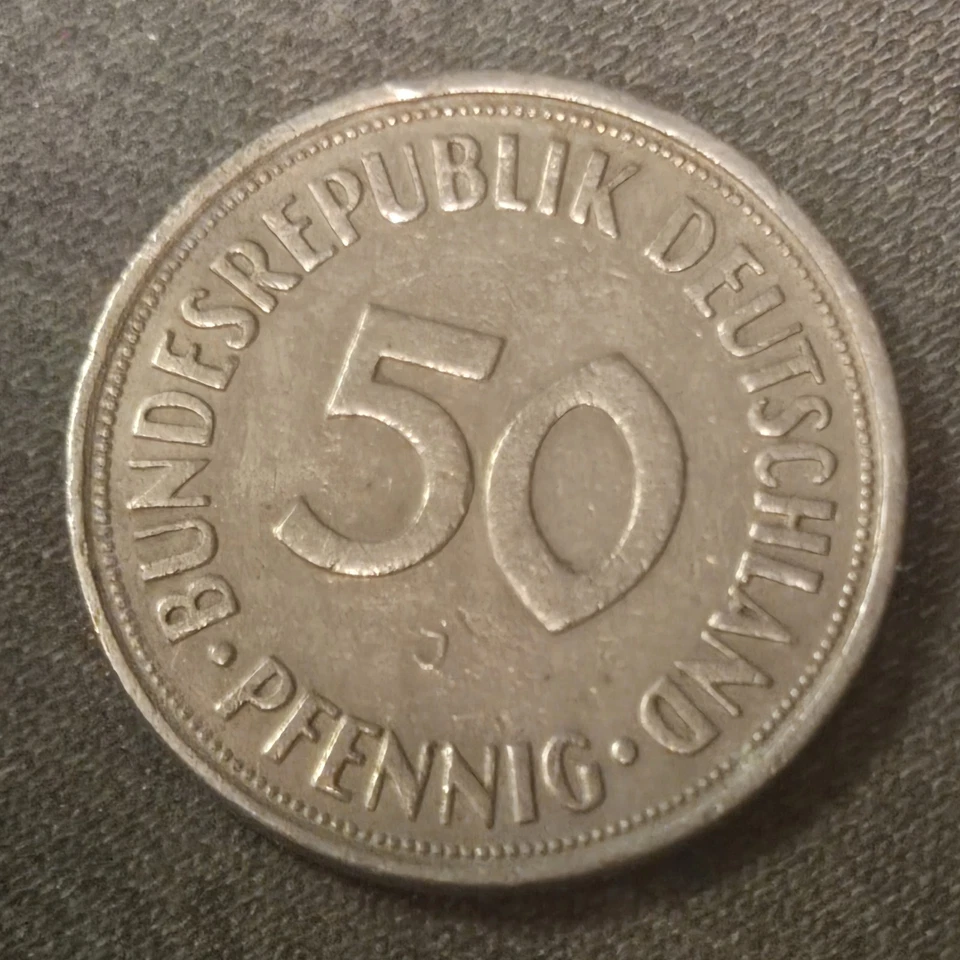 BUNDESREPUBLIK DEUTSCHLAND
50
J
· PFENNIG ·